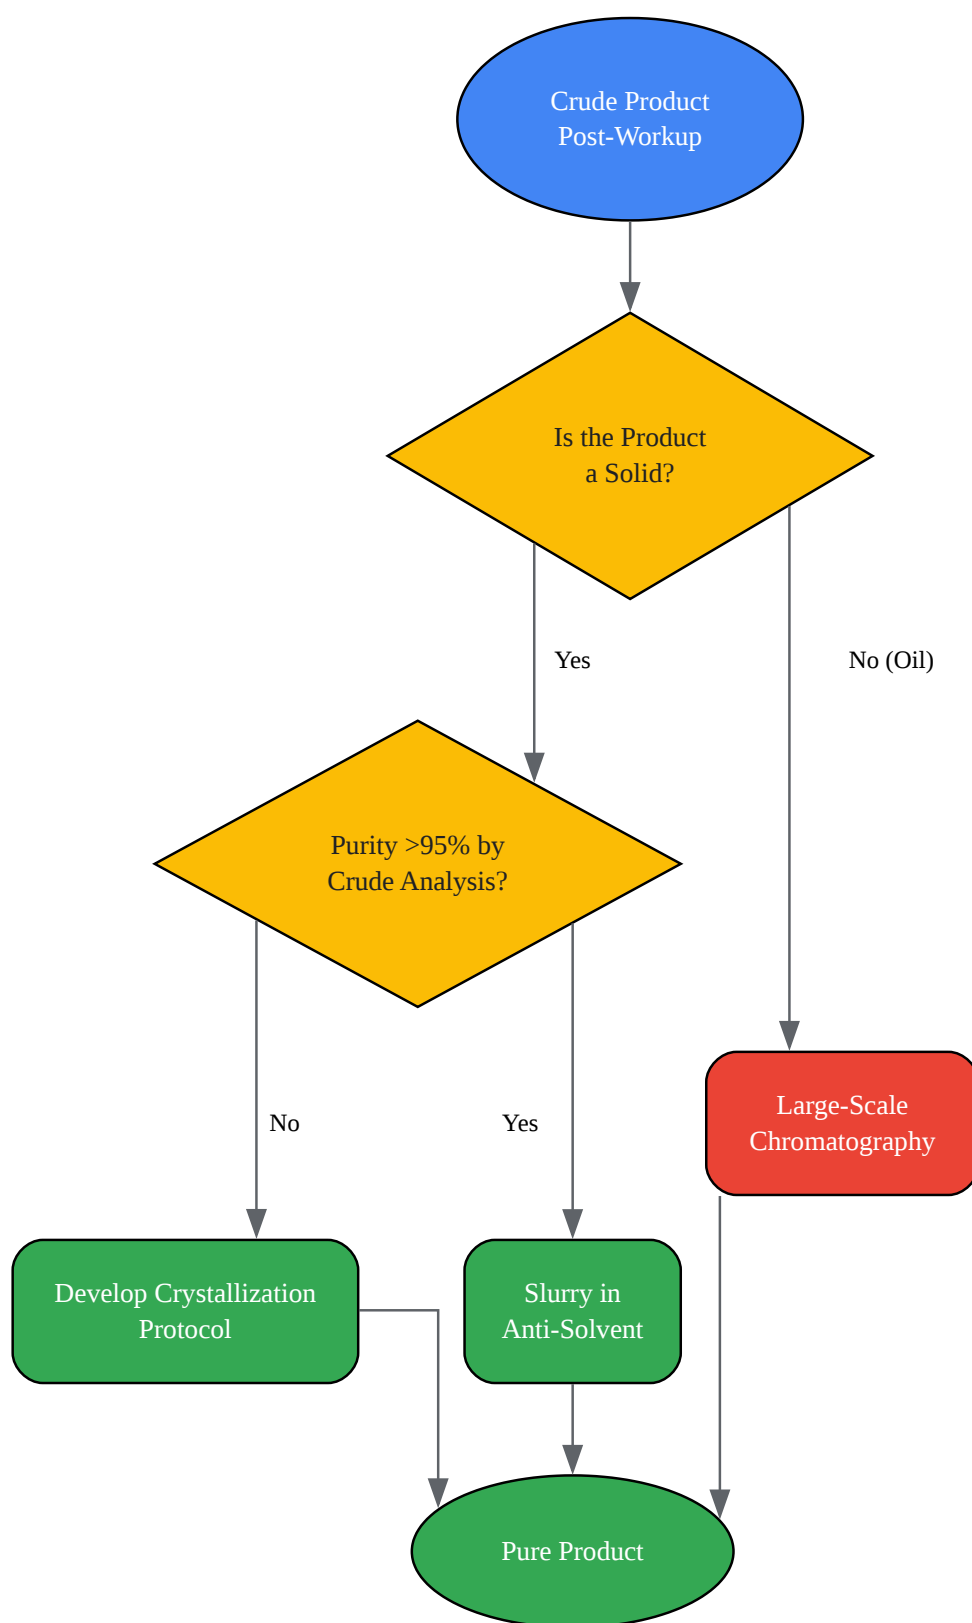 Crude Product
Post-Workup
Is the Product
a Solid?
Yes
No (Oil)
Purity >95% by
Crude Analysis?
Large-Scale
Chromatography
No
Yes
Develop Crystallization
Protocol
Slurry in
Anti-Solvent
Pure Product